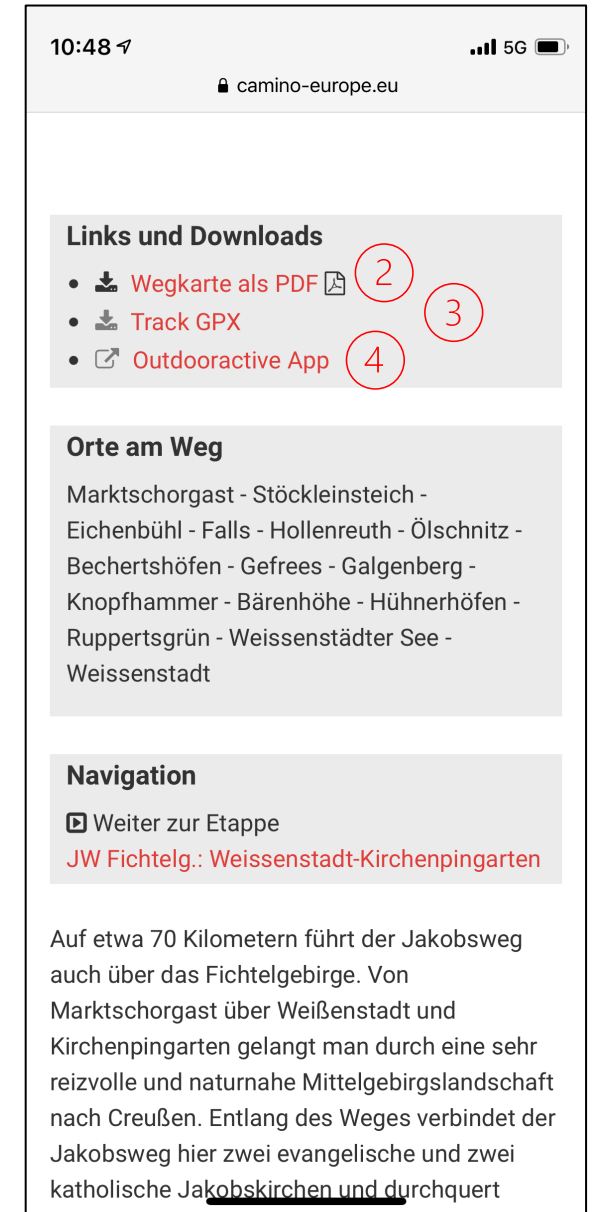 10:48 5G
camino-europe.eu
Links und Downloads
Wegkarte als PDF 2
Track GPX 3
Outdooractive App 4
Orte am Weg
Marktschorgast - Stöckleinsteich -
Eichenbühl - Falls - Hollenreuth - Ölschnitz -
Bechertshöfen - Gefrees - Galgenberg -
Knopfhammer - Bärenhöhe - Hühnerhöfen -
Ruppertsgrün - Weissenstädter See -
Weissenstadt
Navigation
Weiter zur Etappe
JW Fichtelg.: Weissenstadt-Kirchenpingarten
Auf etwa 70 Kilometern führt der Jakobsweg
auch über das Fichtelgebirge. Von
Marktschorgast über Weißenstadt und
Kirchenpingarten gelangt man durch eine sehr
reizvolle und naturnahe Mittelgebirgslandschaft
nach Creußen. Entlang des Weges verbindet der
Jakobsweg hier zwei evangelische und zwei
katholische Jakobskirchen und durchquert